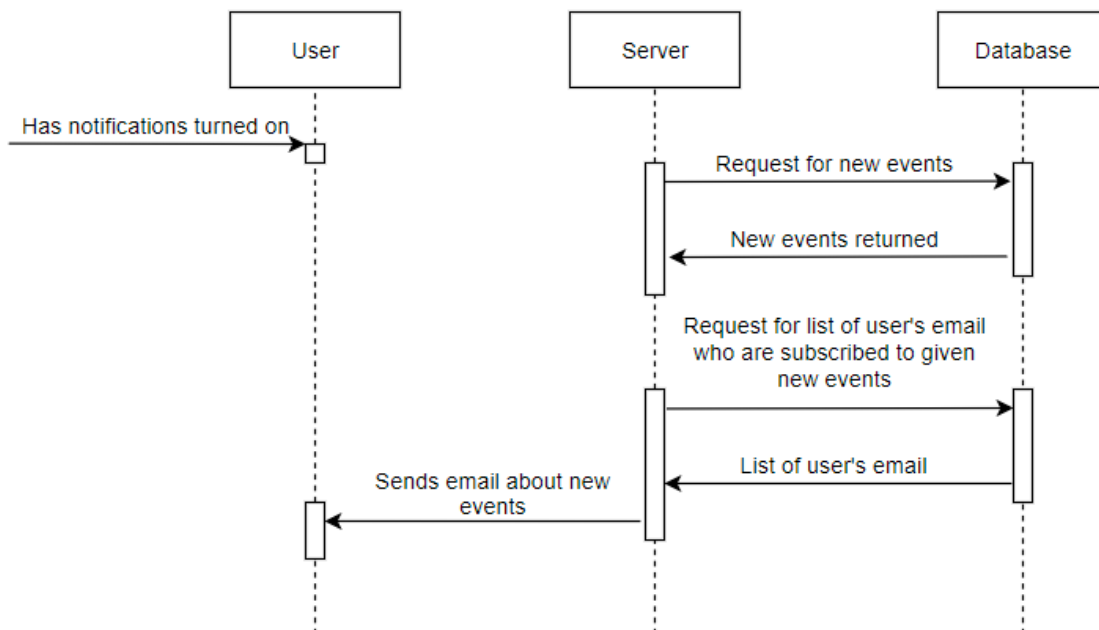 User
Server
Database
Has notifications turned on
Request for new events
New events returned
Request for list of user's email
who are subscribed to given
new events
List of user's email
Sends email about new
events